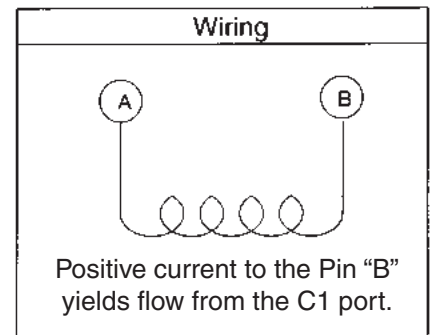 Wiring
A B
Positive current to the Pin “B”
yields flow from the C1 port.